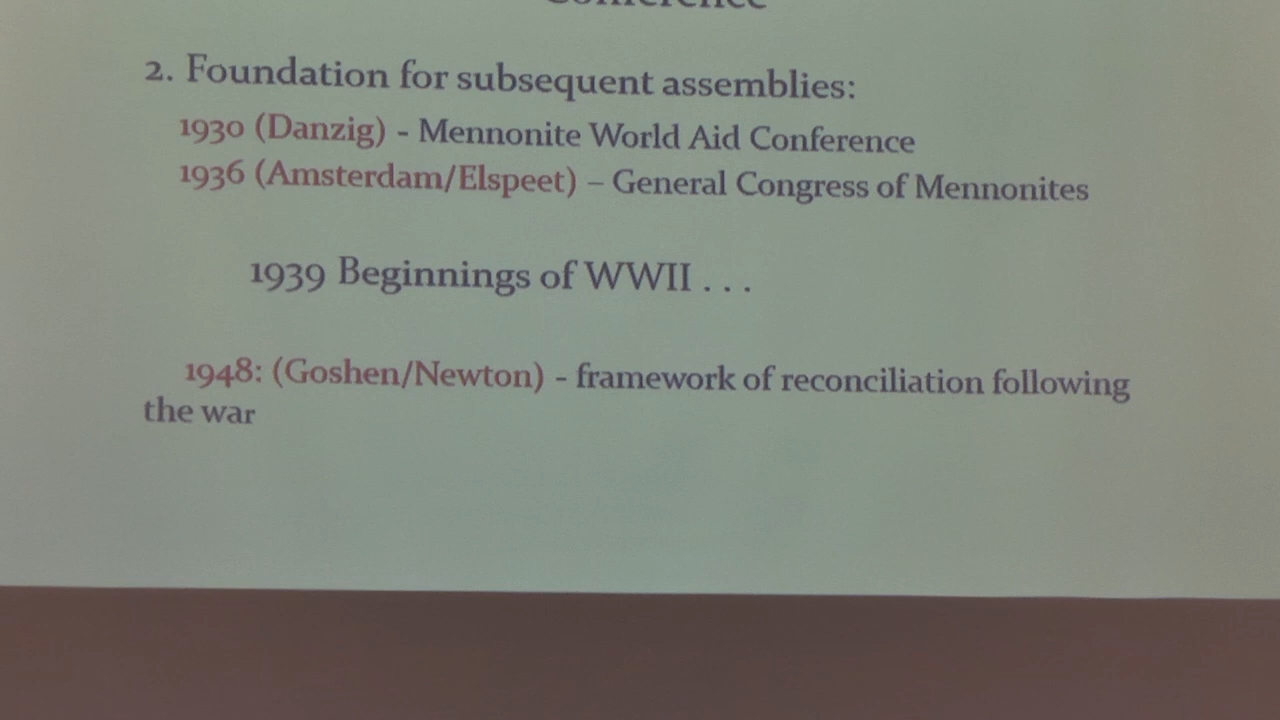 Conference
2. Foundation for subsequent assemblies:
1930 (Danzig) - Mennonite World Aid Conference
1936 (Amsterdam/Elspeet) – General Congress of Mennonites
1939 Beginnings of WWII . . .
1948: (Goshen/Newton) - framework of reconciliation following
the war